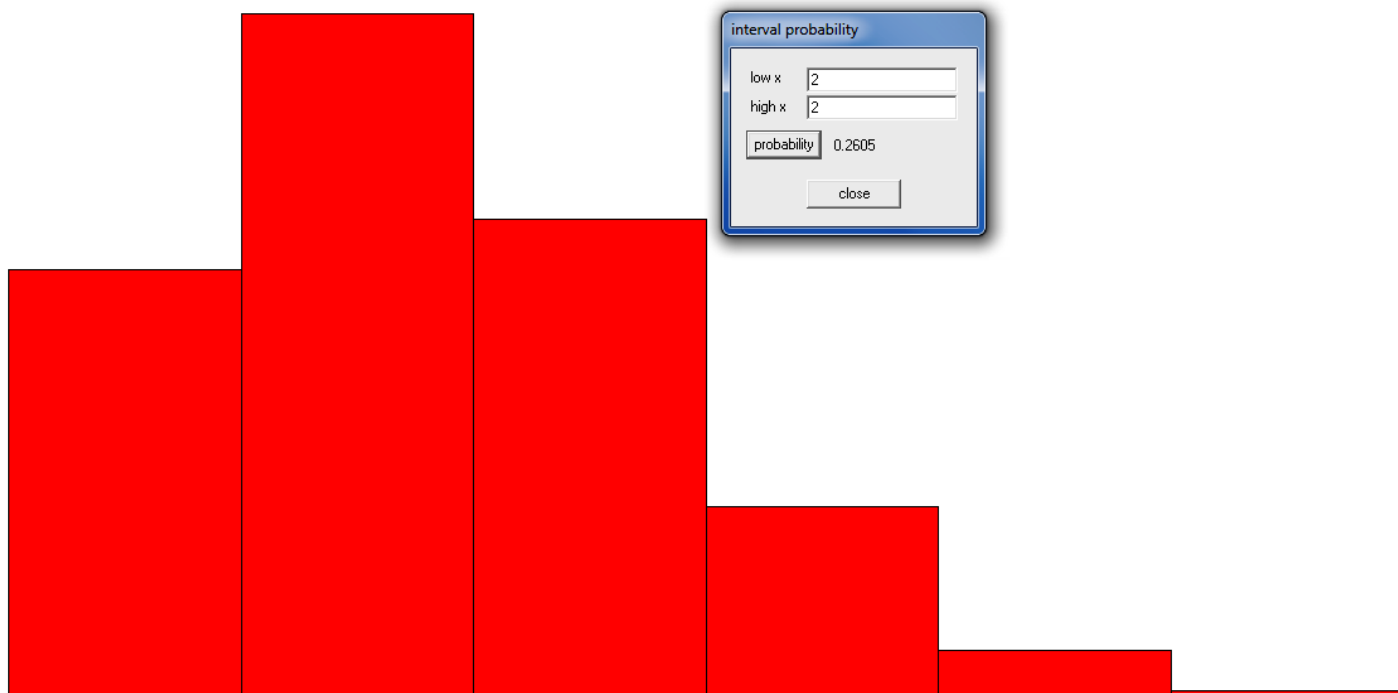 interval probability
low x 2
high x 2
probability 0.2605
close